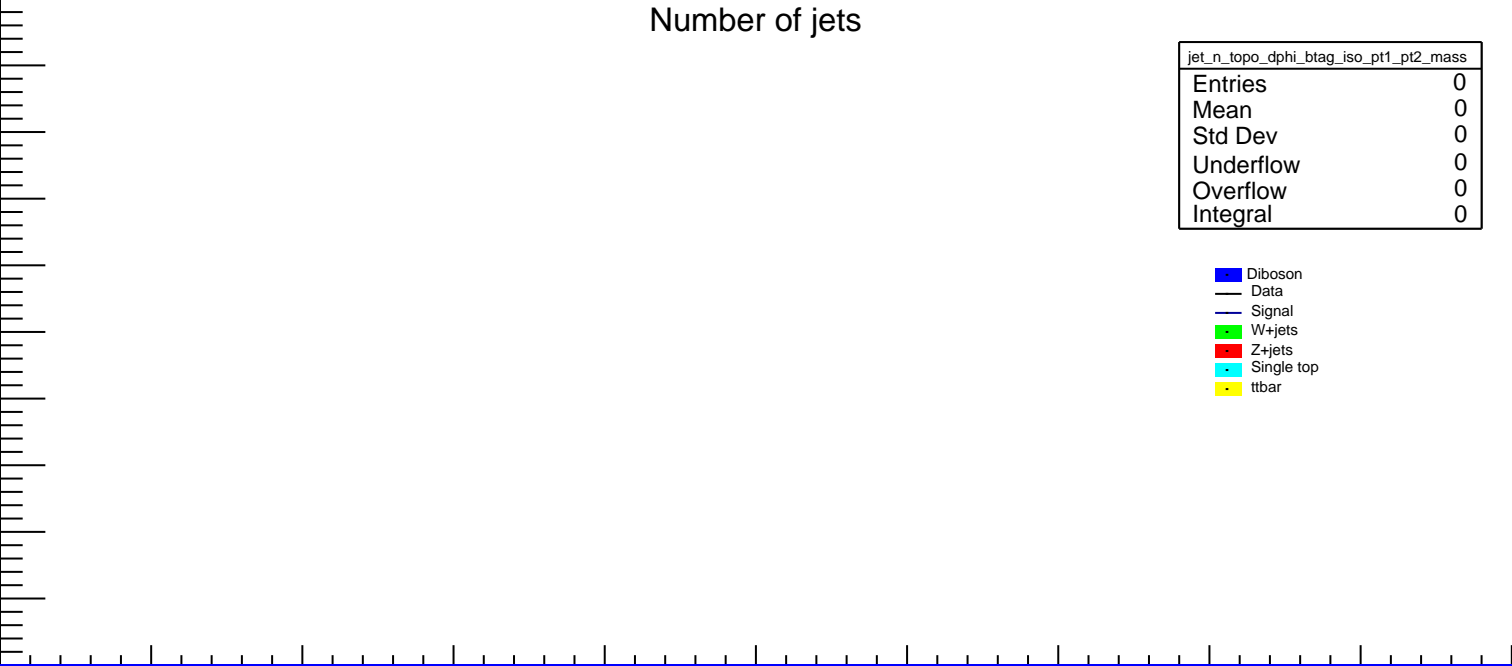 Number of jets
jet_n_topo_dphi_btag_iso_pt1_pt2_mass
Entries 0
Mean 0
Std Dev 0
Underflow 0
Overflow 0
Integral 0
Diboson
Data
Signal
W+jets
Z+jets
Single top
ttbar